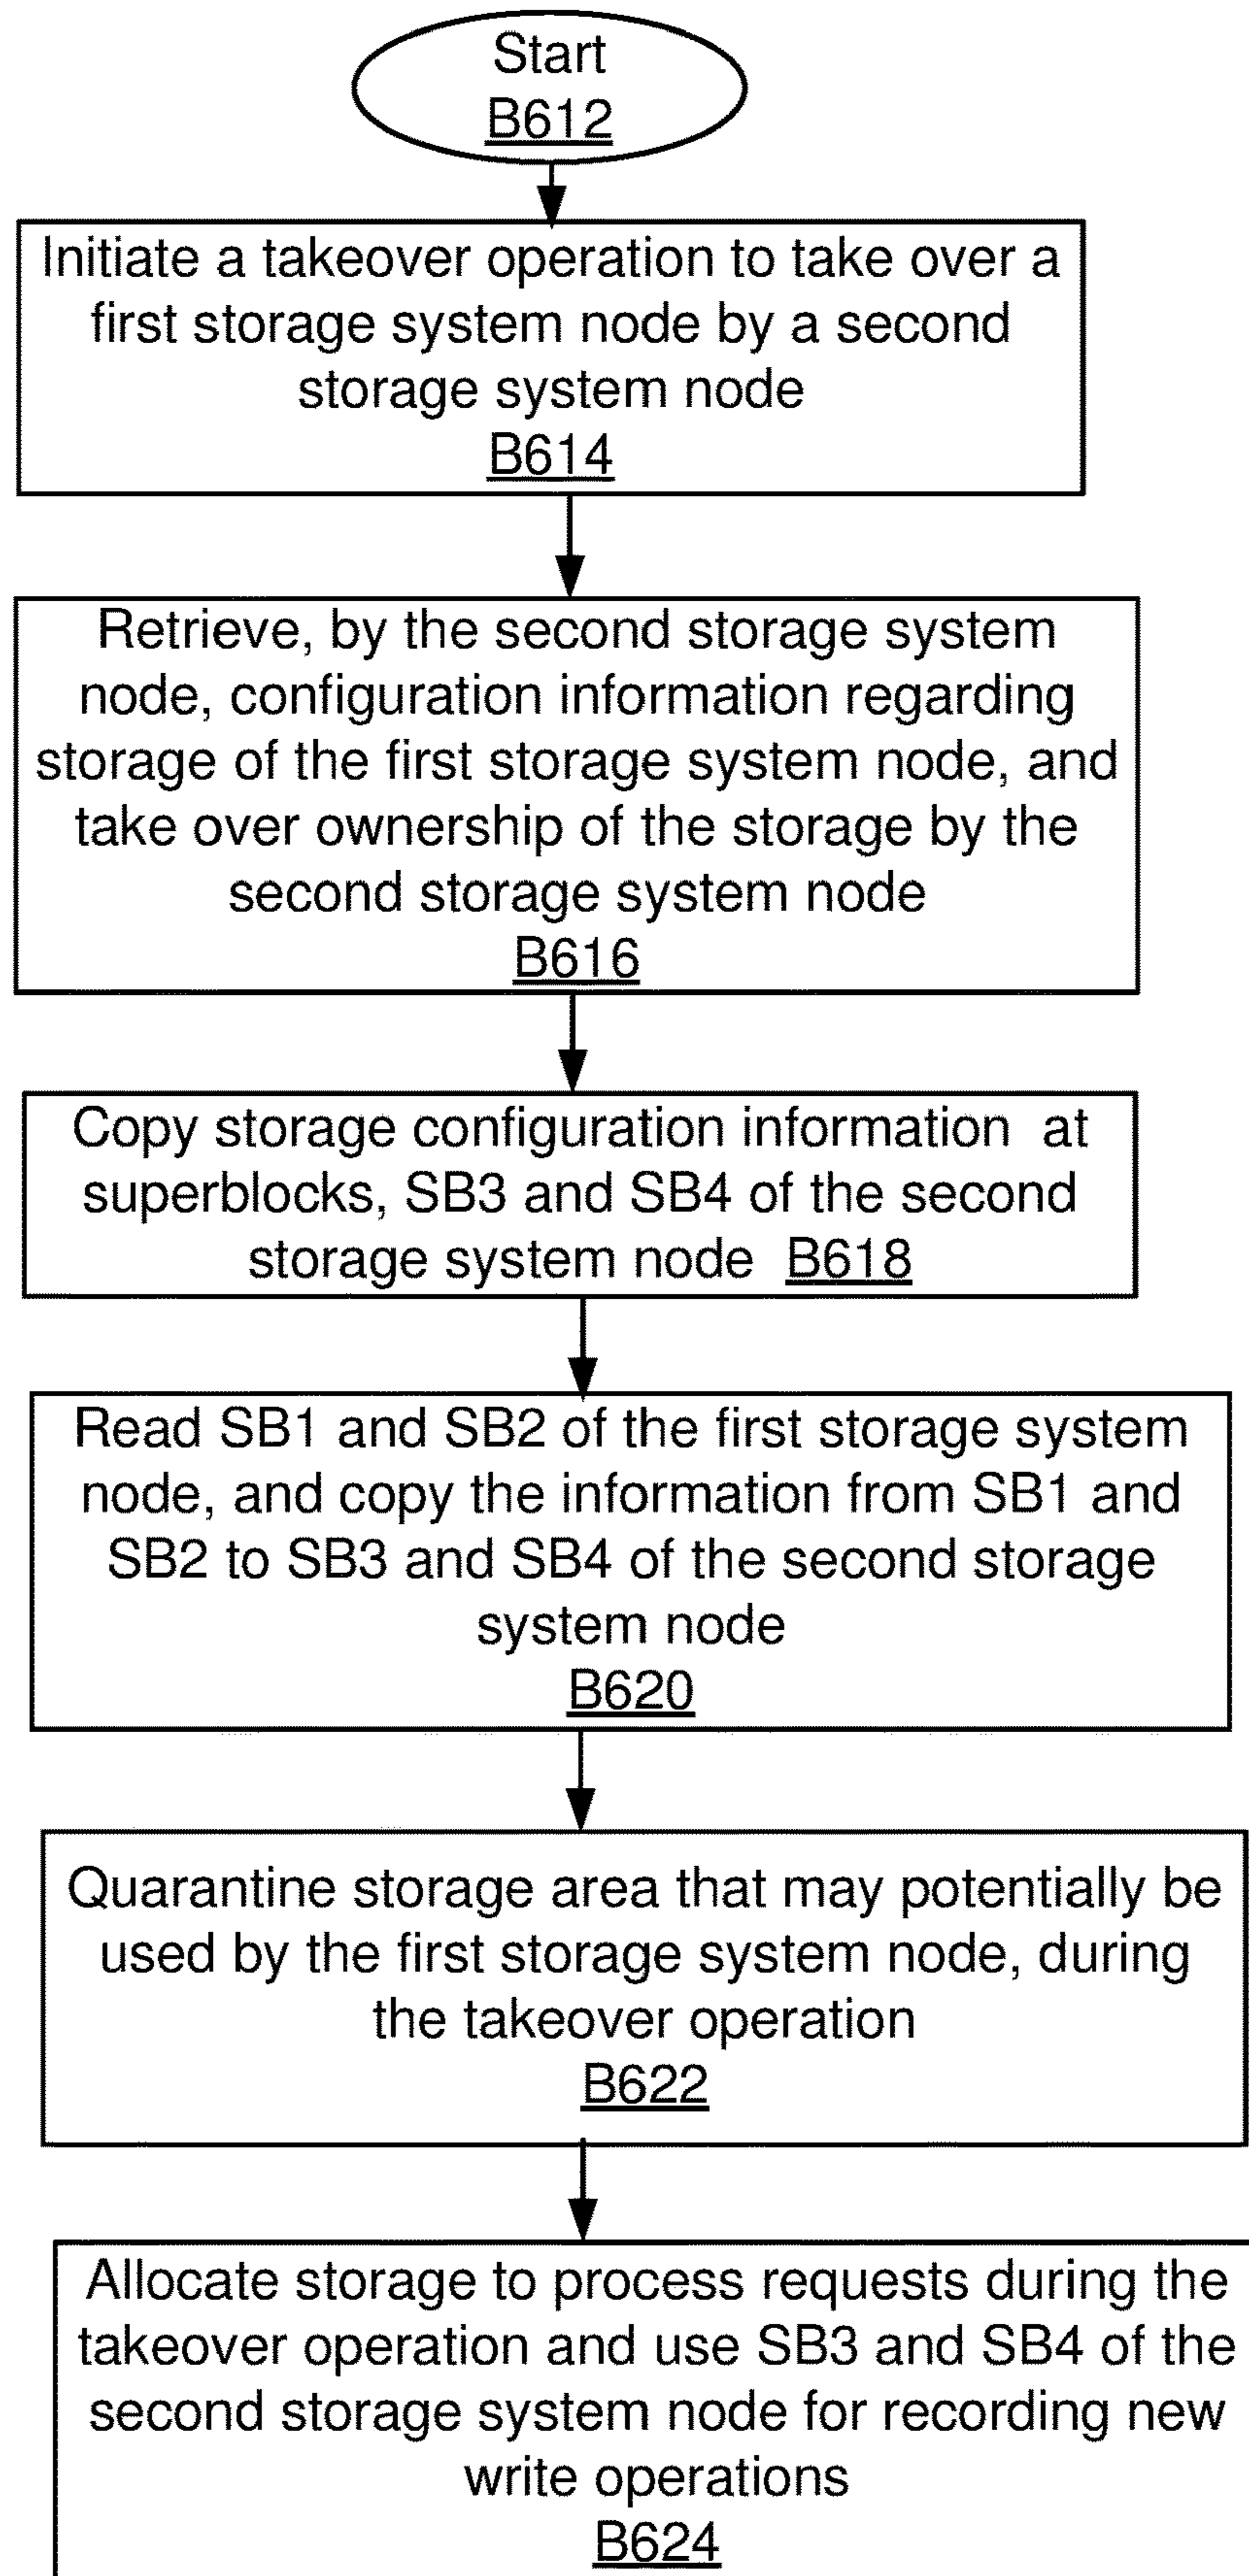 Start
B612
Initiate a takeover operation to take over a
first storage system node by a second
storage system node
B614
Retrieve, by the second storage system
node, configuration information regarding
storage of the first storage system node, and
take over ownership of the storage by the
second storage system node
B616
Copy storage configuration information at
superblocks, SB3 and SB4 of the second
storage system node B618
Read SB1 and SB2 of the first storage system
node, and copy the information from SB1 and
SB2 to SB3 and SB4 of the second storage
system node
B620
Quarantine storage area that may potentially be
used by the first storage system node, during
the takeover operation
B622
Allocate storage to process requests during the
takeover operation and use SB3 and SB4 of the
second storage system node for recording new
write operations
B624